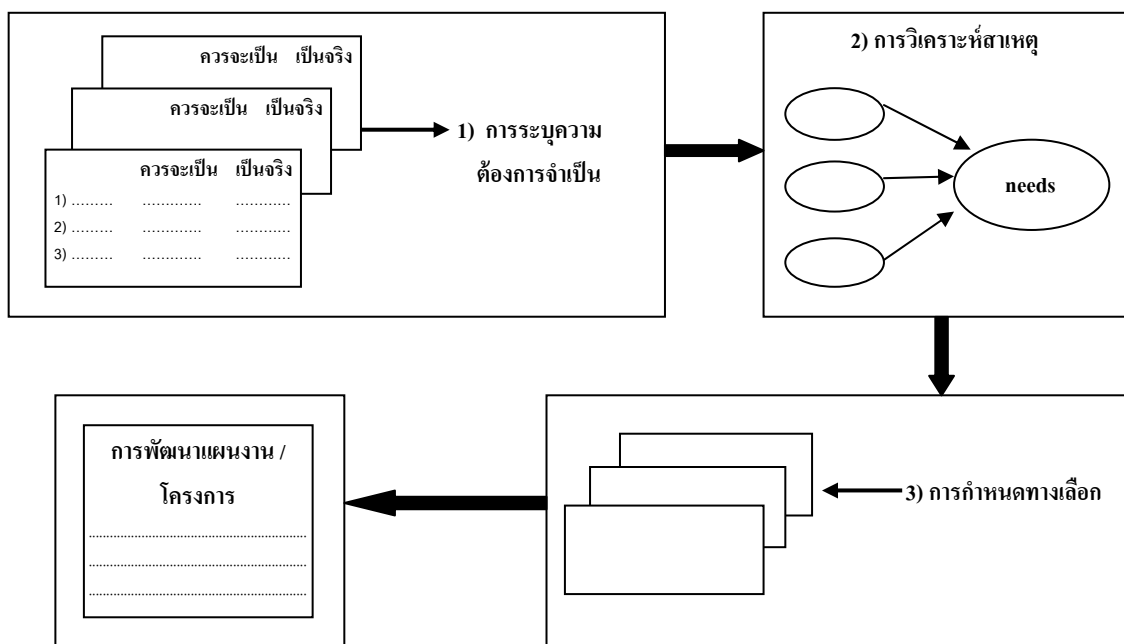 ควรจะเป็น เป็นจริง
ควรจะเป็น เป็นจริง
ควรจะเป็น เป็นจริง
1) ......... ............. ............
2) ......... ............. ............
3) ......... ............. ............
1) การระบุความ
ต้องการจำเป็น
2) การวิเคราะห์สาเหตุ
needs
3) การกำหนดทางเลือก
การพัฒนาแผนงาน /
โครงการ